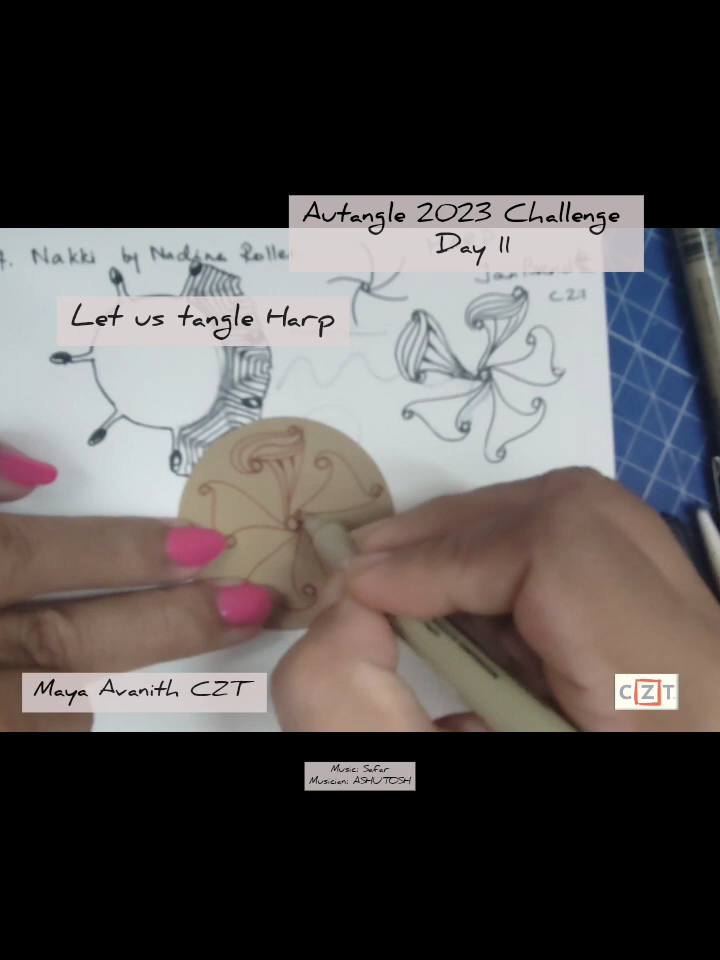 Autangle 2023 Challenge
Day 11
Nakki by Nadine Roller
Let us tangle Harp
CZT
Maya Avanith CZT
CZT
Music: Safar
Musician: ASHUTOSH